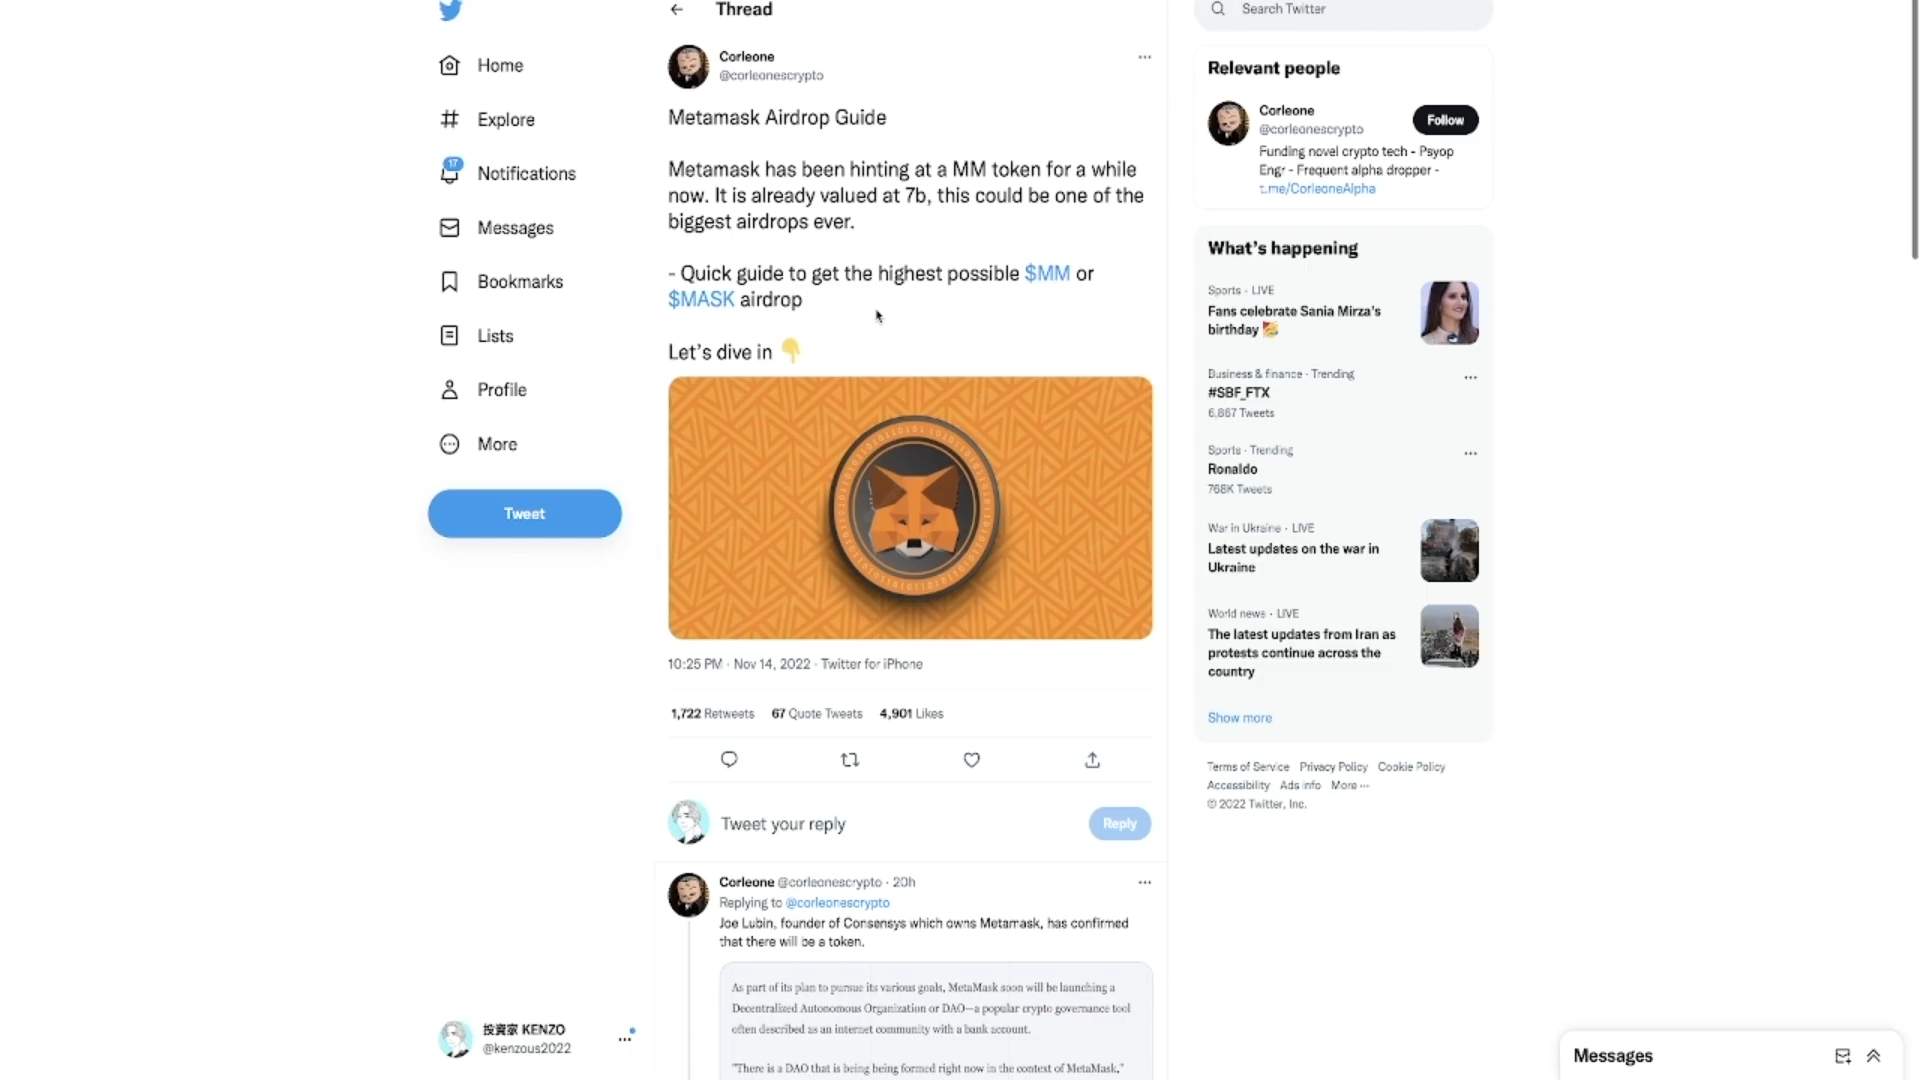 Home
Explore
17
Notifications
Messages
Bookmarks
Lists
Profile
More
Tweet
投資家 KENZO
@kenzous2022
Thread
Corleone
@corleonescrypto
Metamask Airdrop Guide
Metamask has been hinting at a MM token for a while
now. It is already valued at 7b, this could be one of the
biggest airdrops ever.
- Quick guide to get the highest possible $MM or
$MASK airdrop
Let's dive in
10:25 PM · Nov 14, 2022 · Twitter for iPhone
1,722 Retweets 67 Quote Tweets 4,901 Likes
Tweet your reply
Reply
Corleone @corleonescrypto · 20h
Replying to @corleonescrypto
Joe Lubin, founder of Consensys which owns Metamask, has confirmed
that there will be a token.
As part of its plan to pursue its various goals, MetaMask soon will be launching a
Decentralized Autonomous Organization or DAO—a popular crypto governance tool
often described as an internet community with a bank account.
"There is a DAO that is being being formed right now in the context of MetaMask,"
Search Twitter
Relevant people
Corleone
@corleonescrypto
Follow
Funding novel crypto tech - Psyop
Engr - Frequent alpha dropper -
t.me/CorleoneAlpha
What's happening
Sports · LIVE
Fans celebrate Sania Mirza's
birthday
Business & finance · Trending
#SBF_FTX
6,867 Tweets
Sports · Trending
Ronaldo
768K Tweets
War in Ukraine · LIVE
Latest updates on the war in
Ukraine
World news · LIVE
The latest updates from Iran as
protests continue across the
country
Show more
Terms of Service Privacy Policy Cookie Policy
Accessibility Ads info More ···
© 2022 Twitter, Inc.
Messages